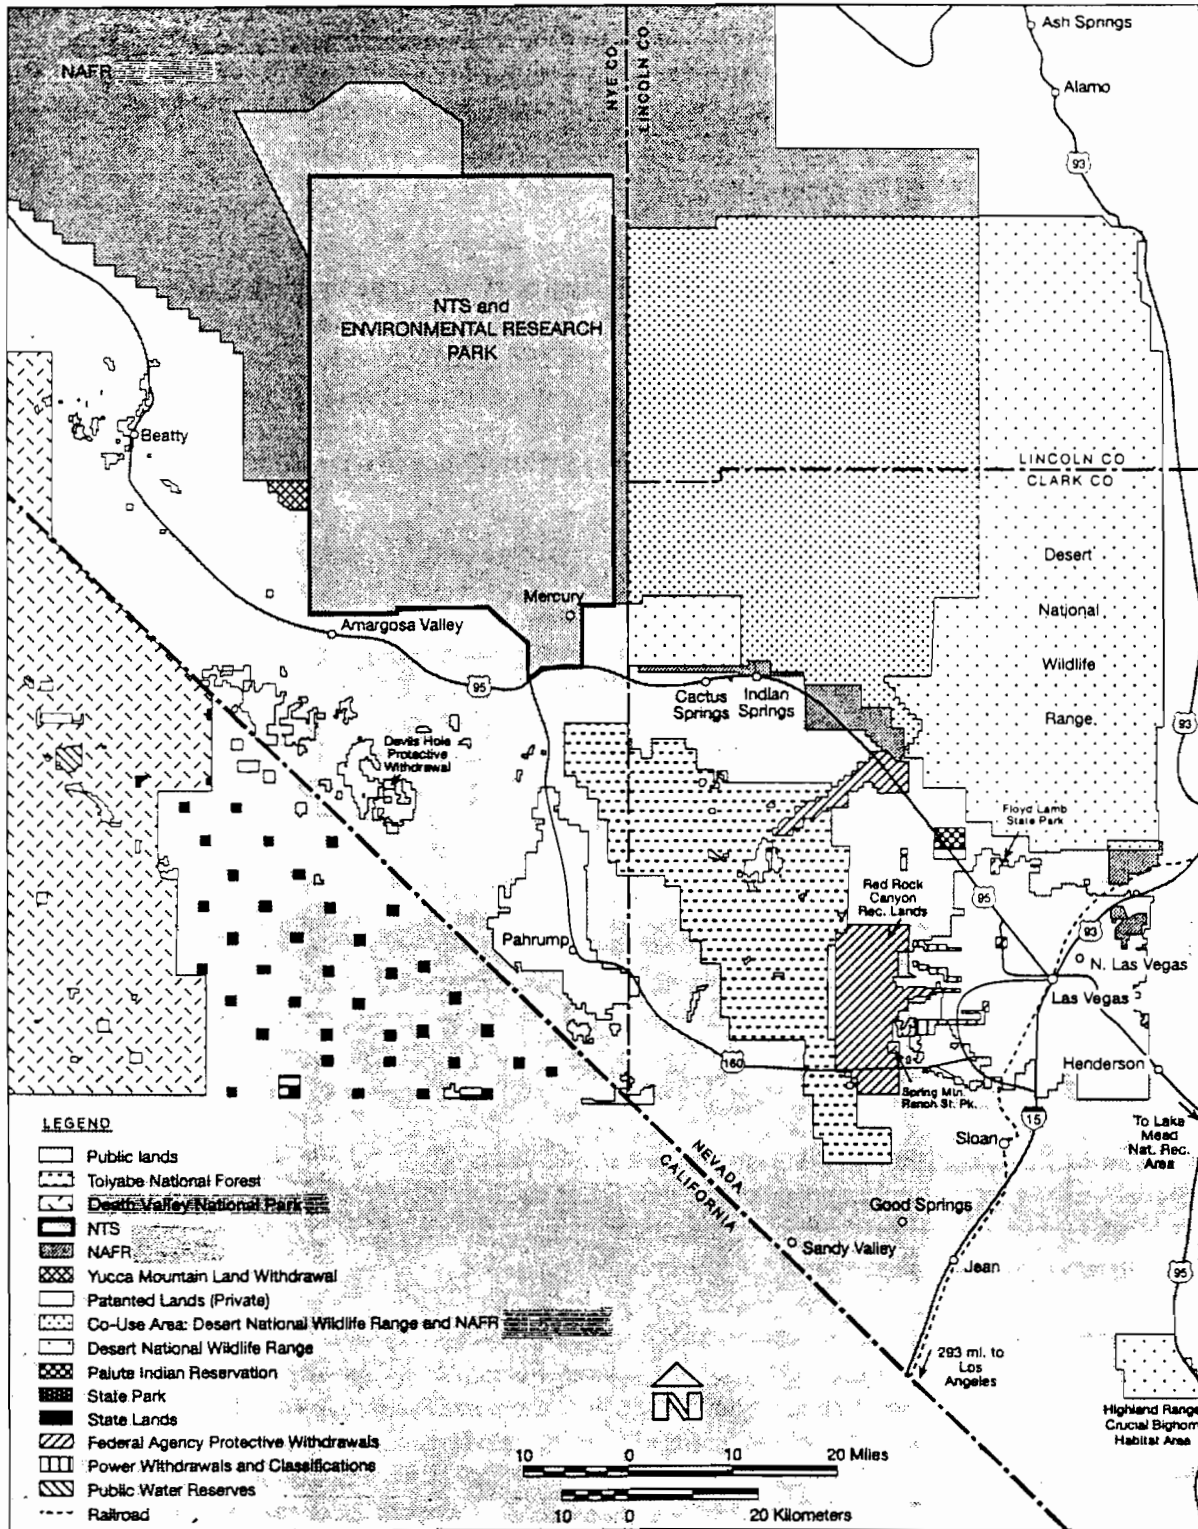 Ash Springs
NAFR
NYE CO
LINCOLN CO
Alamo
93
NTS and
ENVIRONMENTAL RESEARCH
PARK
Beatty
LINCOLN CO
CLARK CO
Desert
National
Wildlife
Range
Mercury
Amargosa Valley
95
Cactus
Springs
Indian
Springs
93
Devils Hole
Protective
Withdrawal
Floyd Lamb
State Park
Red Rock
Canyon
Rec. Lands
95
93
Pahrump
N. Las Vegas
Las Vegas
160
Henderson
Spring Mtn.
Ranch St. Pk.
15
To Lake
Mead
Nat. Rec.
Area
Sloan
NEVADA
CALIFORNIA
Good Springs
Sandy Valley
Jean
95
293 mi. to
Los
Angeles
Highland Range
Crucial Bighorn
Habitat Area
LEGEND
Public lands
Toiyabe National Forest
Death Valley National Park
NTS
NAFR
Yucca Mountain Land Withdrawal
Patented Lands (Private)
Co-Use Area: Desert National Wildlife Range and NAFR
Desert National Wildlife Range
Paiute Indian Reservation
State Park
State Lands
Federal Agency Protective Withdrawals
Power Withdrawals and Classifications
Public Water Reserves
Railroad
N
10 0 10 20 Miles
10 0 20 Kilometers